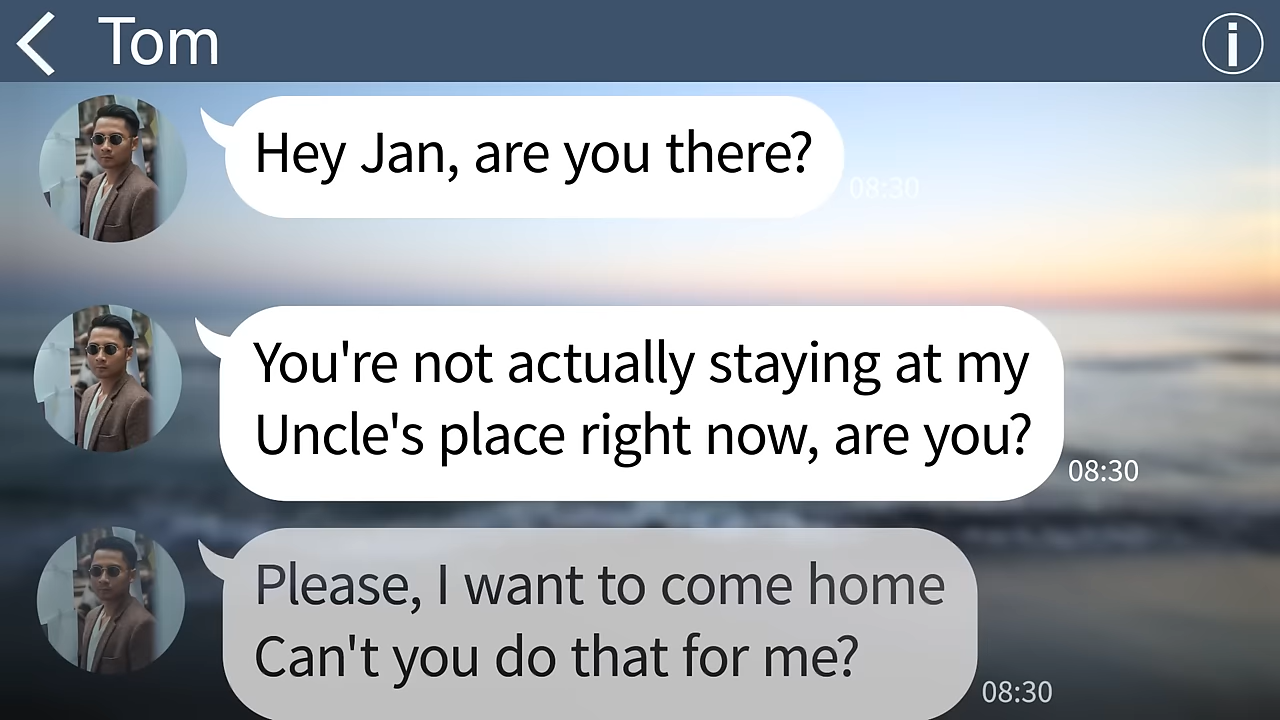 Tom
Hey Jan, are you there?
08:30
You're not actually staying at my
Uncle's place right now, are you?
08:30
Please, I want to come home
Can't you do that for me?
08:30